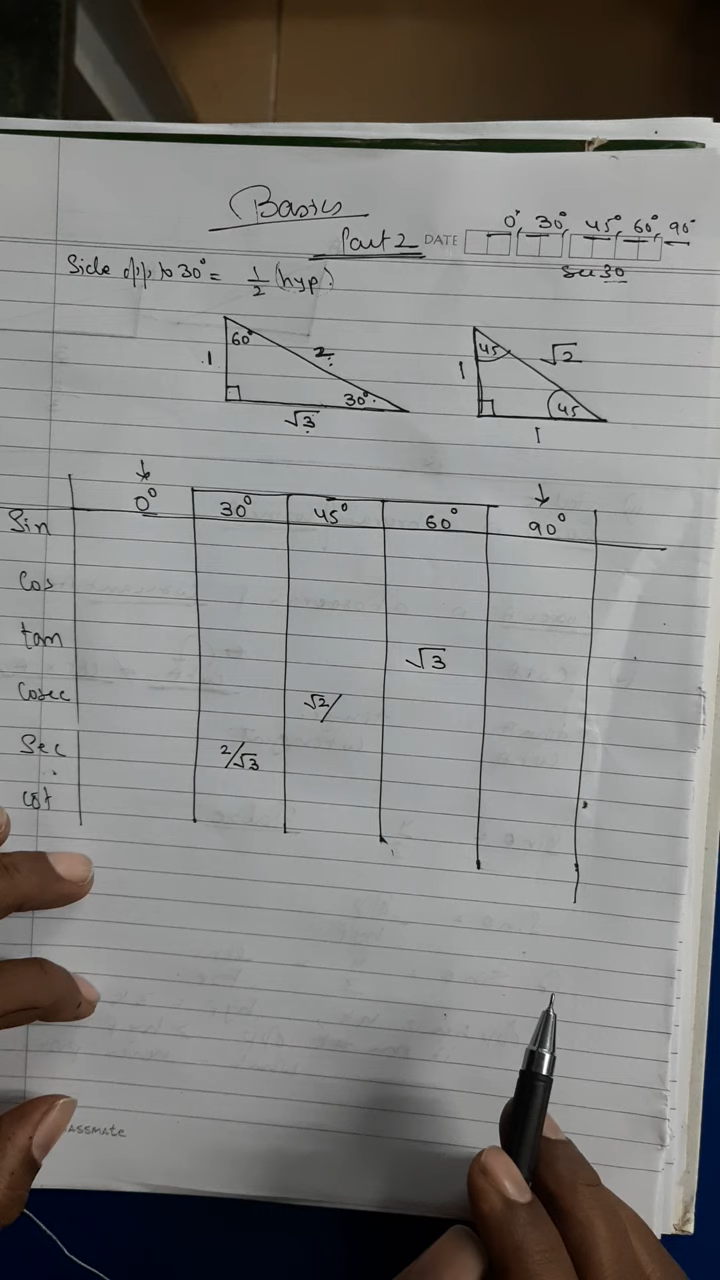 Basics
Part 2 DATE 0°, 30°, 45°, 60°, 90°
Side opp to 30° = 1/2 (hyp).
sec 30
60° 2 45 √2
1 1
30° 45
√3 1
0° 30° 45° 60° 90°
Sin
Cos
tan √3
Cosec √2/
Sec 2/√3
cot
ASSMATE